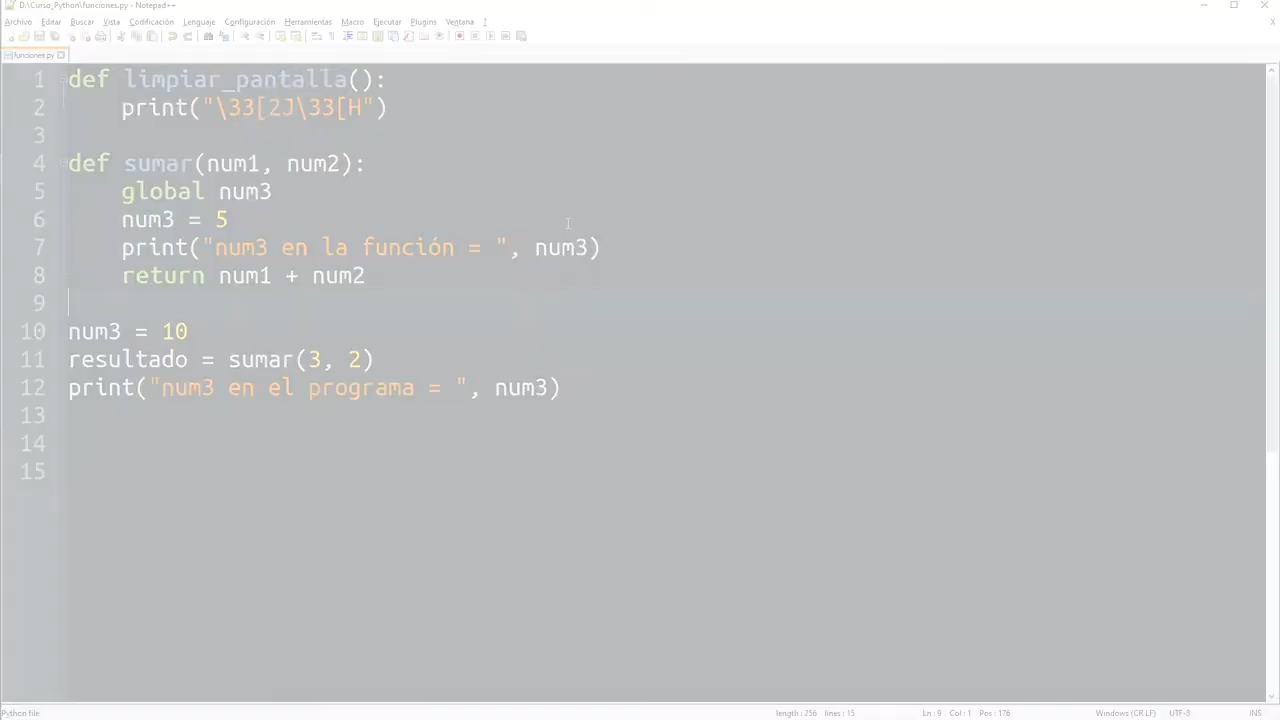 D:\Curso_Python\funciones.py - Notepad++
Archivo Editar Buscar Vista Codificación Lenguaje Configuración Herramientas Macro Ejecutar Plugins Ventana ? X
funciones.py
1 def limpiar_pantalla():
2     print("\33[2J\33[H")
3
4 def sumar(num1, num2):
5     global num3
6     num3 = 5
7     print("num3 en la función = ", num3)
8     return num1 + num2
9
10 num3 = 10
11 resultado = sumar(3, 2)
12 print("num3 en el programa = ", num3)
13
14
15
Python file length : 256 lines : 15 Ln : 9 Col : 1 Pos : 176 Windows (CR LF) UTF-8 INS